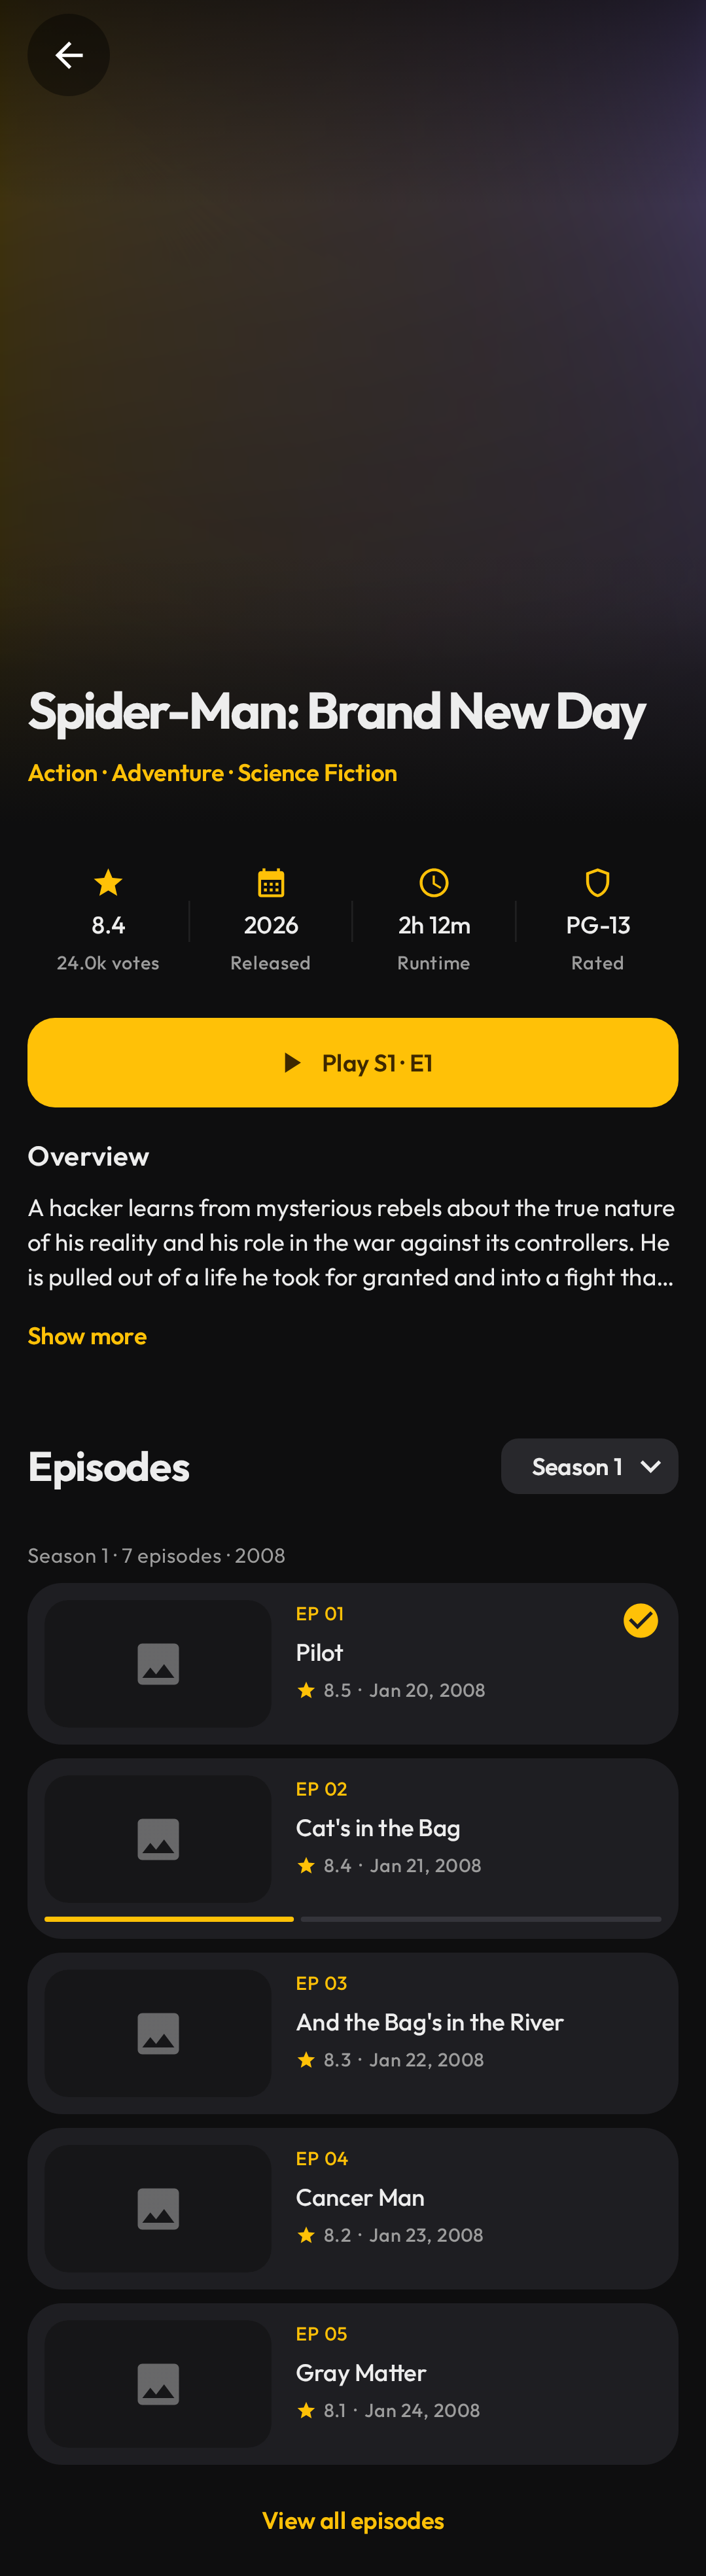 Spider-Man: Brand New Day
Action · Adventure · Science Fiction
8.4
2026
2h 12m
PG-13
24.0k votes
Released
Runtime
Rated
Play S1 · E1
Overview
A hacker learns from mysterious rebels about the true nature
of his reality and his role in the war against its controllers. He
is pulled out of a life he took for granted and into a fight tha...
Show more
Episodes
Season 1
Season 1 · 7 episodes · 2008
EP 01
Pilot
8.5 · Jan 20, 2008
EP 02
Cat's in the Bag
8.4 · Jan 21, 2008
EP 03
And the Bag's in the River
8.3 · Jan 22, 2008
EP 04
Cancer Man
8.2 · Jan 23, 2008
EP 05
Gray Matter
8.1 · Jan 24, 2008
View all episodes